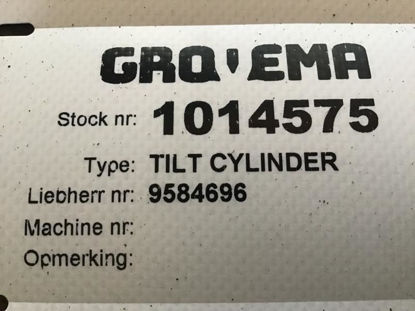 GRO'EMA
Stock nr: 1014575
Type: TILT CYLINDER
Liebherr nr: 9584696
Machine nr:
Opmerking: